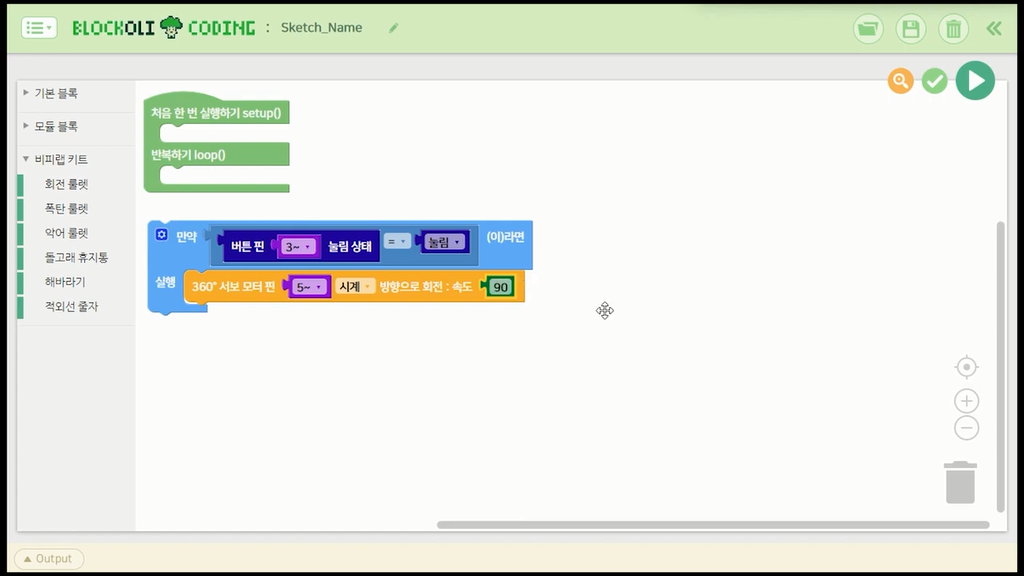 BLOCKOLI CODING : Sketch_Name
기본 블록
모듈 블록
비피랩 키트
회전 룰렛
폭탄 룰렛
악어 룰렛
돌고래 휴지통
해바라기
적외선 줄자
처음 한 번 실행하기 setup()
반복하기 loop()
만약 버튼 핀 3~ 눌림 상태 = 눌림 (이)라면
실행 360° 서보 모터 핀 5~ 시계 방향으로 회전 : 속도 90
Output